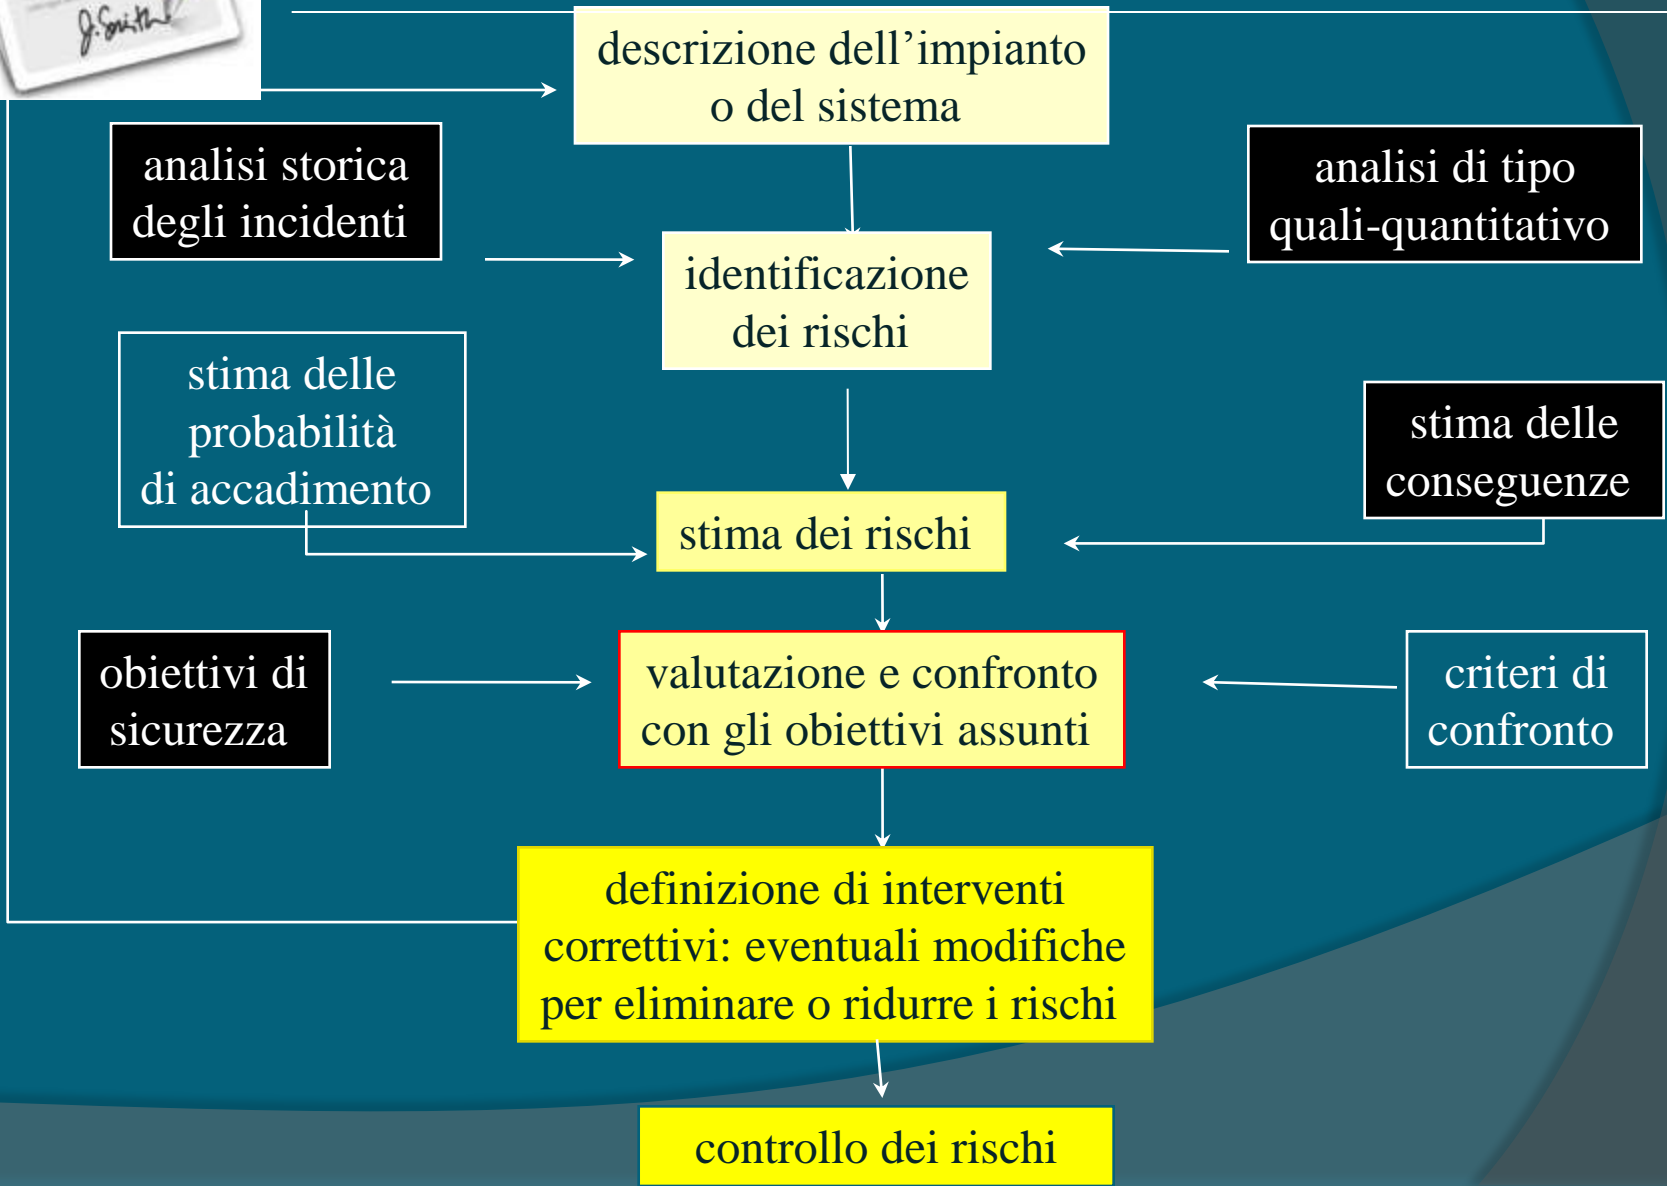 J. Smith
descrizione dell’impianto
o del sistema
analisi storica
degli incidenti
analisi di tipo
quali-quantitativo
identificazione
dei rischi
stima delle
probabilità
di accadimento
stima delle
conseguenze
stima dei rischi
obiettivi di
sicurezza
valutazione e confronto
con gli obiettivi assunti
criteri di
confronto
definizione di interventi
correttivi: eventuali modifiche
per eliminare o ridurre i rischi
controllo dei rischi